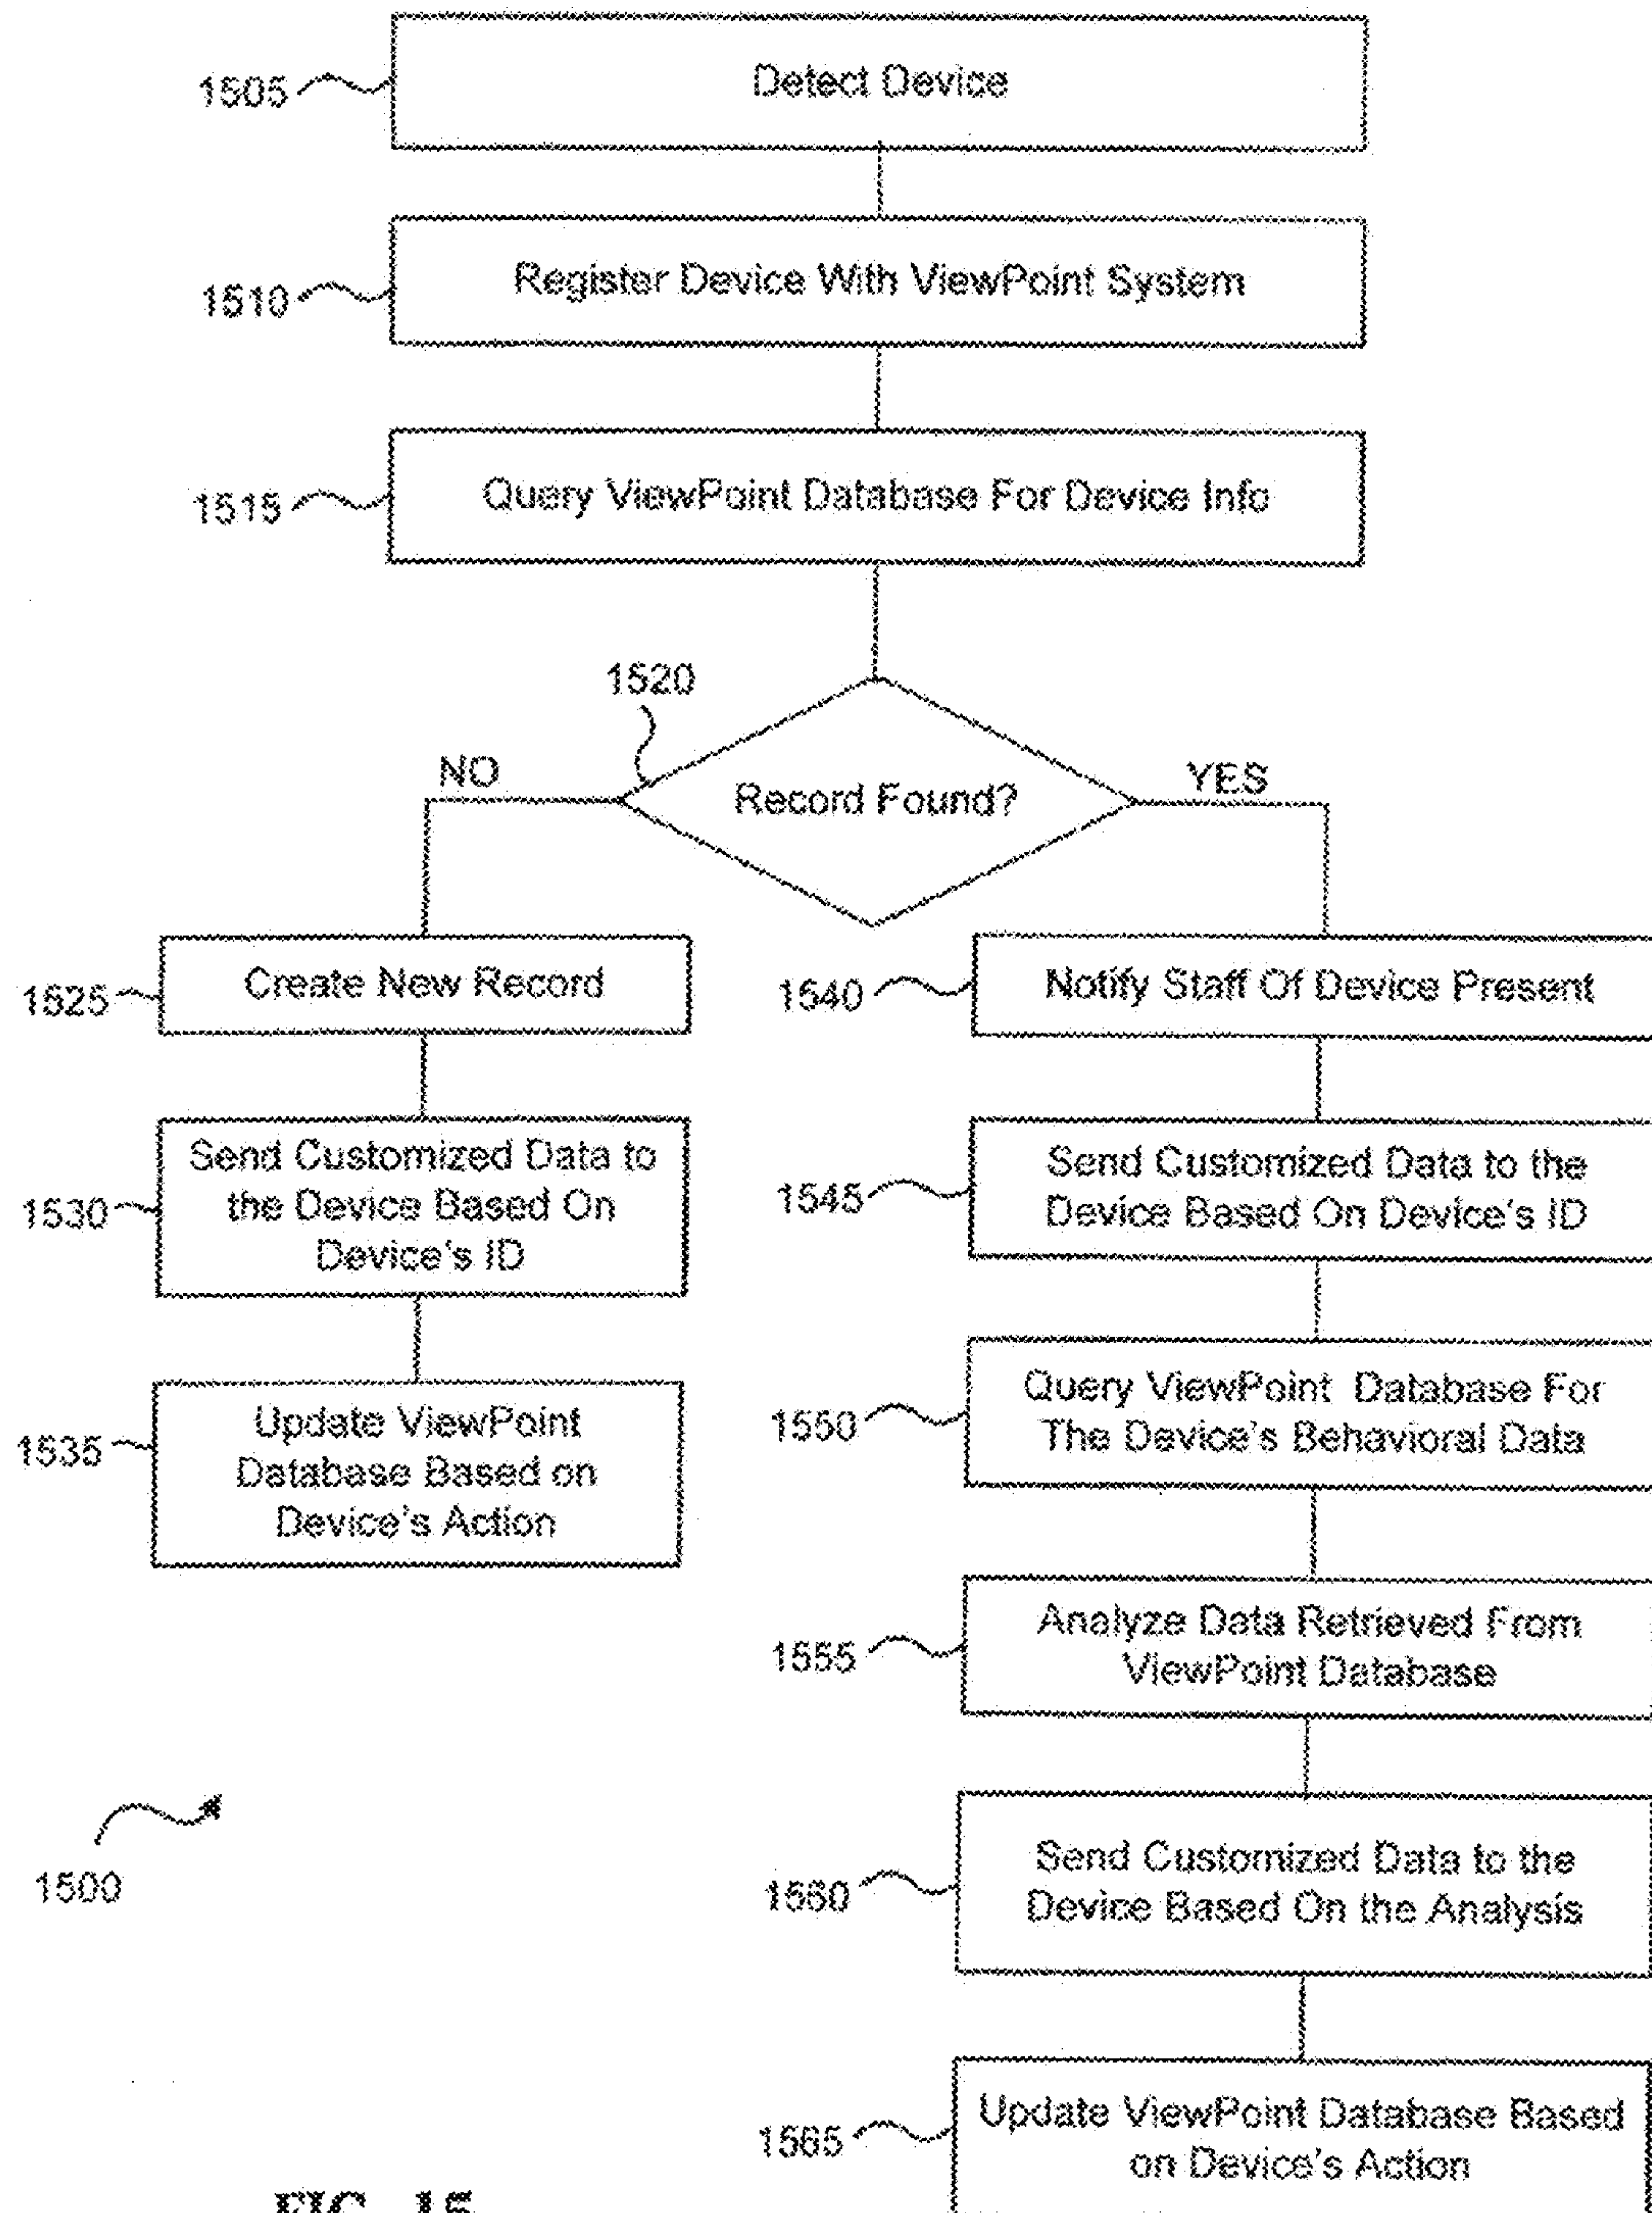 1505
Detect Device
1510
Register Device With ViewPoint System
1515
Query ViewPoint Database For Device Info
1520
NO
Record Found?
YES
1525
Create New Record
1530
Send Customized Data to
the Device Based On
Device's ID
1535
Update ViewPoint
Database Based on
Device's Action
1540
Notify Staff Of Device Present
1545
Send Customized Data to the
Device Based On Device's ID
1550
Query ViewPoint Database For
The Device's Behavioral Data
1555
Analyze Data Retrieved From
ViewPoint Database
1560
Send Customized Data to the
Device Based On the Analysis
1565
Update ViewPoint Database Based
on Device's Action
1500
FIG. 15